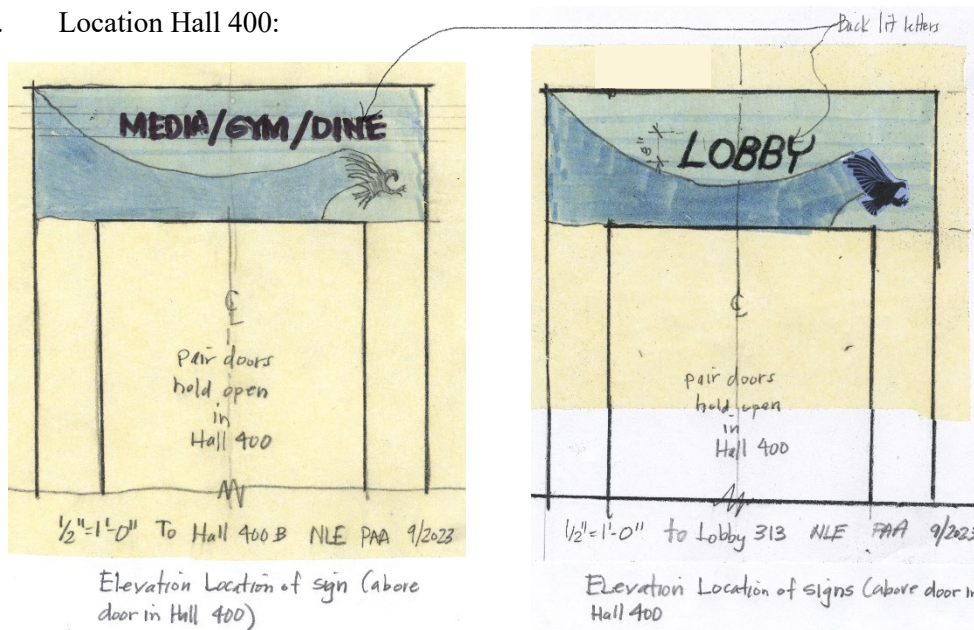 Location Hall 400:
Back lit letters
MEDIA/GYM/DINE
℄
pair doors
hold open
in
Hall 400
1/2"=1'-0" To Hall 400 B NLE PAA 9/2023
Elevation Location of sign (above
door in Hall 400)
8"
LOBBY
℄
pair doors
hold open
in
Hall 400
1/2"=1'-0" to Lobby 313 NLE PAA 9/2023
Elevation Location of signs (above door in
Hall 400